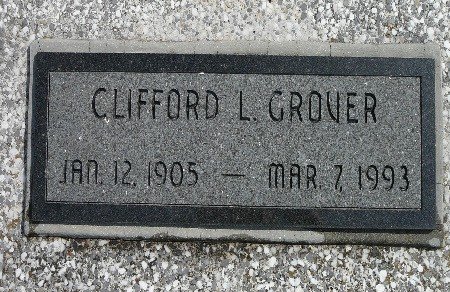 CLIFFORD L. GROVER
JAN. 12, 1905 — MAR. 7, 1993